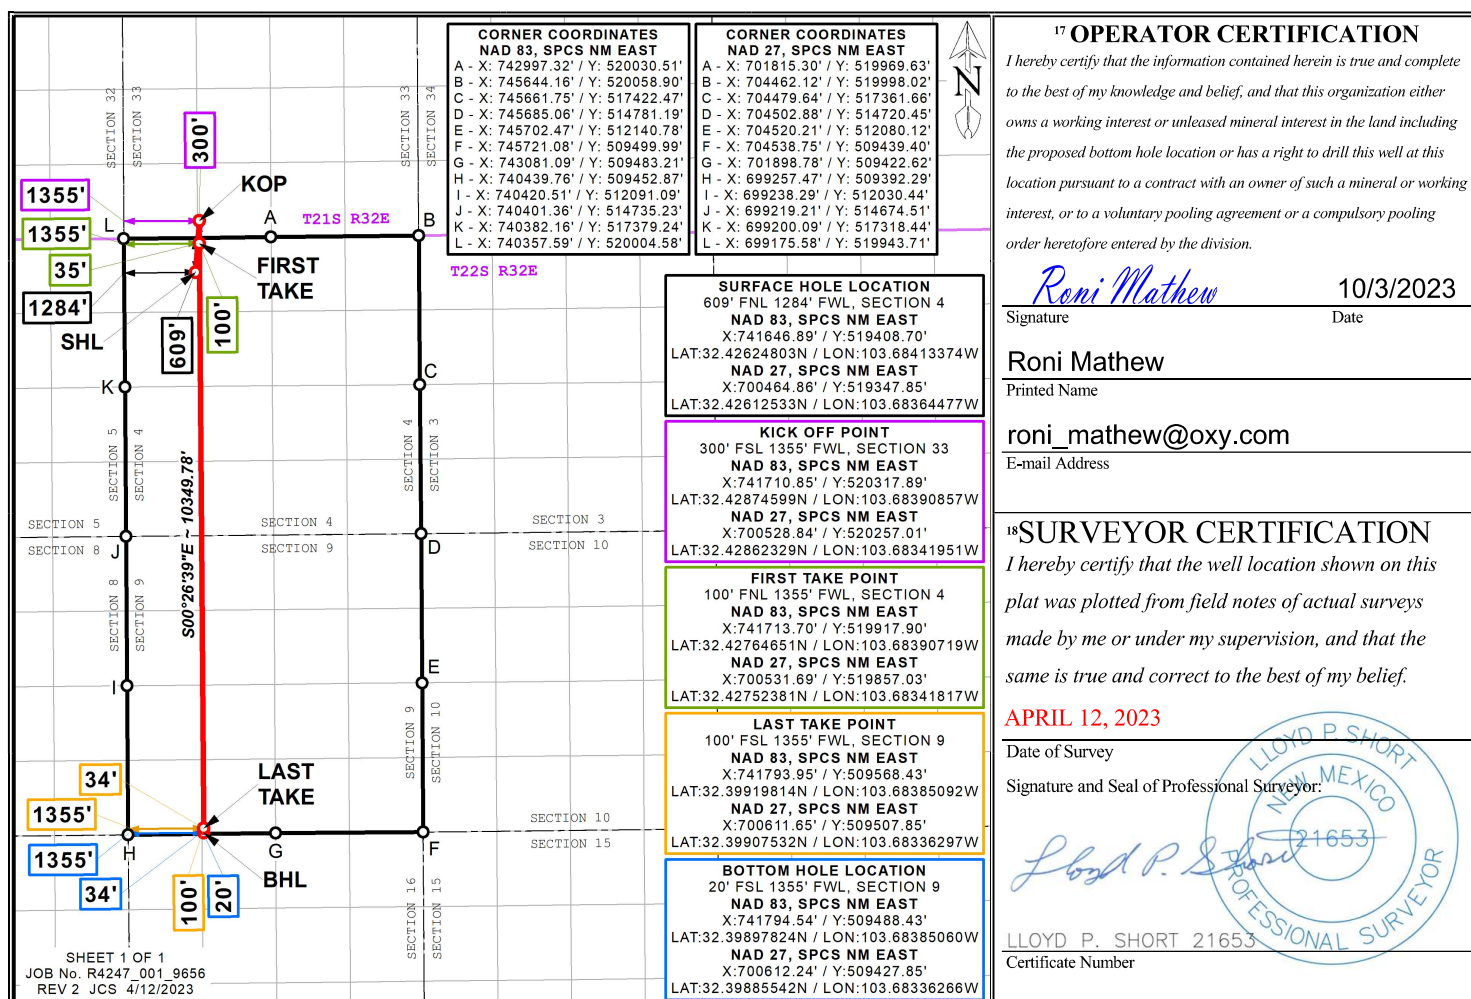 CORNER COORDINATES
NAD 83, SPCS NM EAST
A - X: 742997.32' / Y: 520030.51'
B - X: 745644.16' / Y: 520058.90'
C - X: 745661.75' / Y: 517422.47'
D - X: 745685.06' / Y: 514781.19'
E - X: 745702.47' / Y: 512140.78'
F - X: 745721.08' / Y: 509499.99'
G - X: 743081.09' / Y: 509483.21'
H - X: 740439.76' / Y: 509452.87'
I - X: 740420.51' / Y: 512091.09'
J - X: 740401.36' / Y: 514735.23'
K - X: 740382.16' / Y: 517379.24'
L - X: 740357.59' / Y: 520004.58'
CORNER COORDINATES
NAD 27, SPCS NM EAST
A - X: 701815.30' / Y: 519969.63'
B - X: 704462.12' / Y: 519998.02'
C - X: 704479.64' / Y: 517361.66'
D - X: 704502.88' / Y: 514720.45'
E - X: 704520.21' / Y: 512080.12'
F - X: 704538.75' / Y: 509439.40'
G - X: 701898.78' / Y: 509422.62'
H - X: 699257.47' / Y: 509392.29'
I - X: 699238.29' / Y: 512030.44'
J - X: 699219.21' / Y: 514674.51'
K - X: 699200.09' / Y: 517318.44'
L - X: 699175.58' / Y: 519943.71'
N
SECTION 32
SECTION 33
SECTION 33
SECTION 34
300'
1355'
KOP
L
A
B
T21S R32E
T22S R32E
1355'
35'
FIRST
TAKE
1284'
SHL
609'
100'
K
C
SECTION 5
SECTION 4
SECTION 4
SECTION 3
S00°26'39"E ~ 10349.78'
SECTION 5
SECTION 4
SECTION 3
SECTION 8
J
SECTION 9
D
SECTION 10
SECTION 8
SECTION 9
I
E
SECTION 9
SECTION 10
34'
LAST
TAKE
1355'
SECTION 10
SECTION 15
H
G
F
1355'
34'
100'
20'
BHL
SECTION 16
SECTION 15
SHEET 1 OF 1
JOB No. R4247_001_9656
REV 2 JCS 4/12/2023
SURFACE HOLE LOCATION
609' FNL 1284' FWL, SECTION 4
NAD 83, SPCS NM EAST
X:741646.89' / Y:519408.70'
LAT:32.42624803N / LON:103.68413374W
NAD 27, SPCS NM EAST
X:700464.86' / Y:519347.85'
LAT:32.42612533N / LON:103.68364477W
KICK OFF POINT
300' FSL 1355' FWL, SECTION 33
NAD 83, SPCS NM EAST
X:741710.85' / Y:520317.89'
LAT:32.42874599N / LON:103.68390857W
NAD 27, SPCS NM EAST
X:700528.84' / Y:520257.01'
LAT:32.42862329N / LON:103.68341951W
FIRST TAKE POINT
100' FNL 1355' FWL, SECTION 4
NAD 83, SPCS NM EAST
X:741713.70' / Y:519917.90'
LAT:32.42764651N / LON:103.68390719W
NAD 27, SPCS NM EAST
X:700531.69' / Y:519857.03'
LAT:32.42752381N / LON:103.68341817W
LAST TAKE POINT
100' FSL 1355' FWL, SECTION 9
NAD 83, SPCS NM EAST
X:741793.95' / Y:509568.43'
LAT:32.39919814N / LON:103.68385092W
NAD 27, SPCS NM EAST
X:700611.65' / Y:509507.85'
LAT:32.39907532N / LON:103.68336297W
BOTTOM HOLE LOCATION
20' FSL 1355' FWL, SECTION 9
NAD 83, SPCS NM EAST
X:741794.54' / Y:509488.43'
LAT:32.39897824N / LON:103.68385060W
NAD 27, SPCS NM EAST
X:700612.24' / Y:509427.85'
LAT:32.39885542N / LON:103.68336266W
17 OPERATOR CERTIFICATION
I hereby certify that the information contained herein is true and complete
to the best of my knowledge and belief, and that this organization either
owns a working interest or unleased mineral interest in the land including
the proposed bottom hole location or has a right to drill this well at this
location pursuant to a contract with an owner of such a mineral or working
interest, or to a voluntary pooling agreement or a compulsory pooling
order heretofore entered by the division.
Roni Mathew 10/3/2023
Signature Date
Roni Mathew
Printed Name
roni_mathew@oxy.com
E-mail Address
18 SURVEYOR CERTIFICATION
I hereby certify that the well location shown on this
plat was plotted from field notes of actual surveys
made by me or under my supervision, and that the
same is true and correct to the best of my belief.
APRIL 12, 2023
Date of Survey
Signature and Seal of Professional Surveyor:
Lloyd P. Short
LLOYD P. SHORT
NEW MEXICO
21653
PROFESSIONAL SURVEYOR
LLOYD P. SHORT 21653
Certificate Number